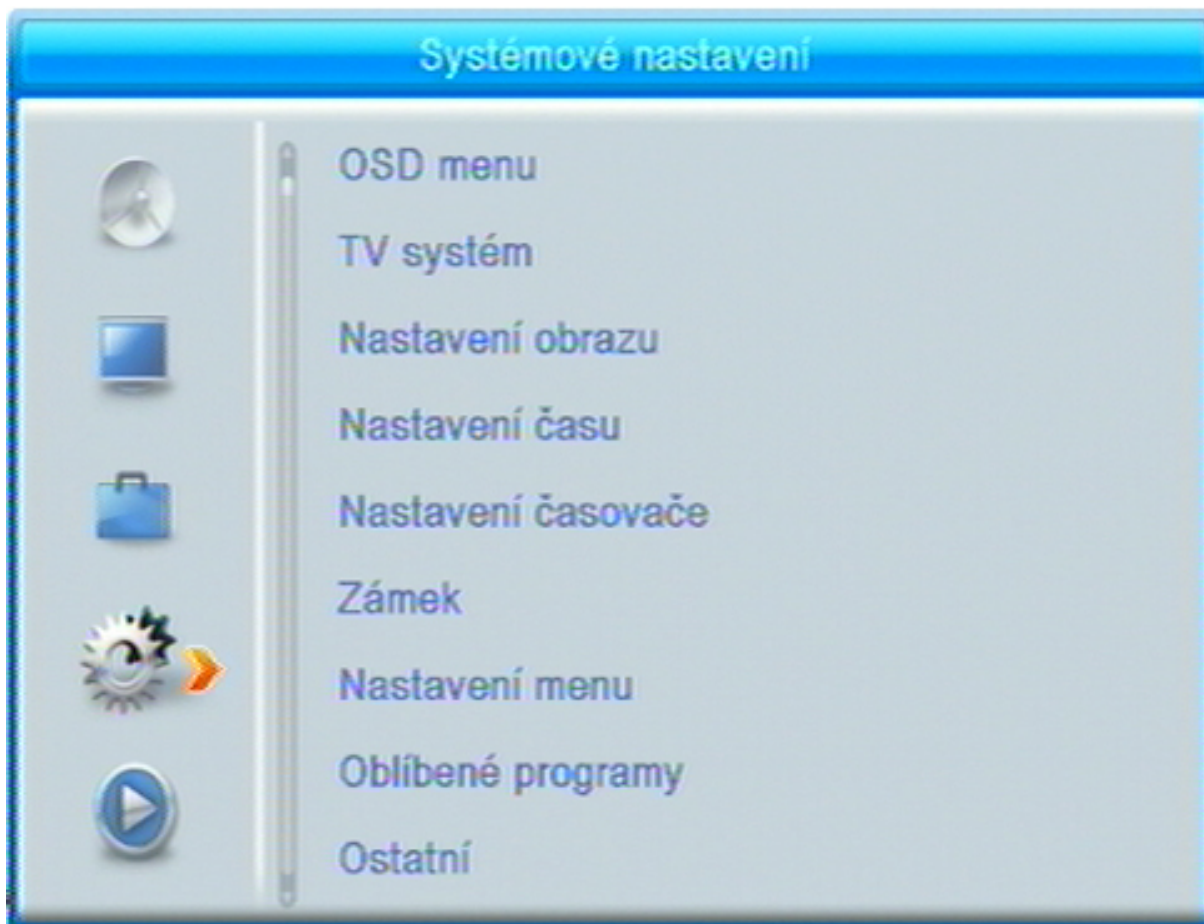 Systémové nastavení
OSD menu
TV systém
Nastavení obrazu
Nastavení času
Nastavení časovače
Zámek
Nastavení menu
Oblíbené programy
Ostatní